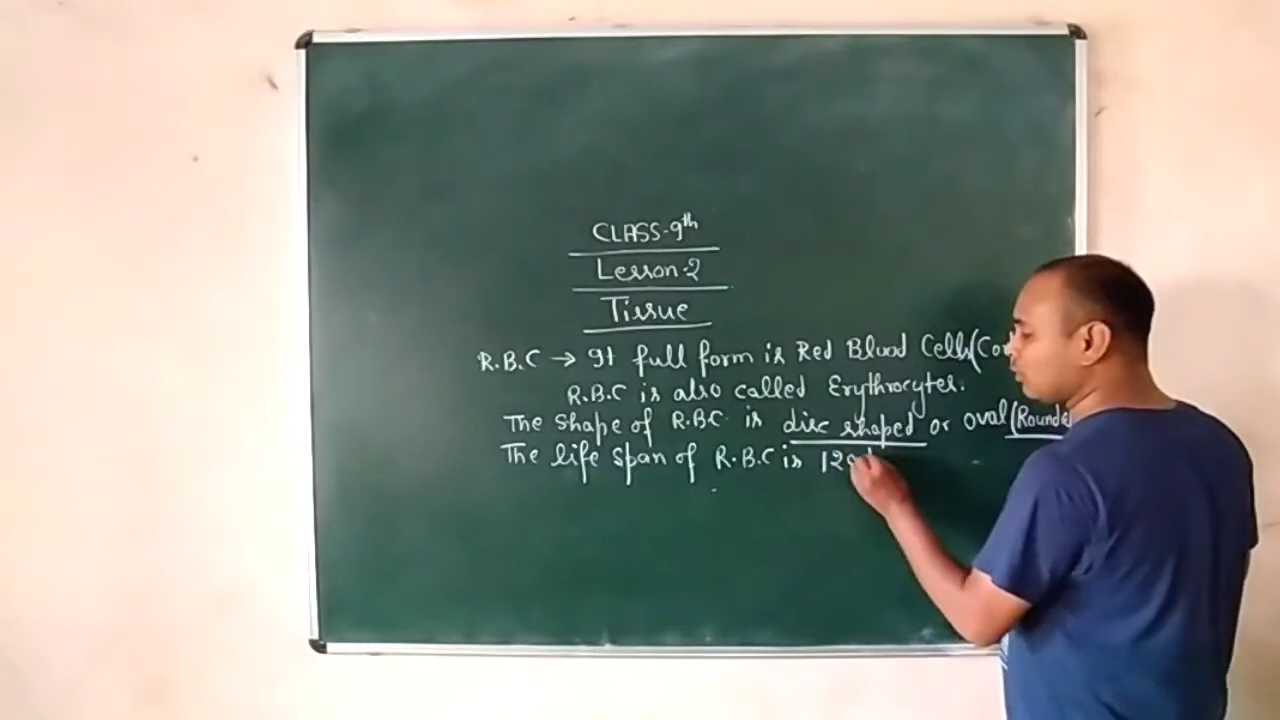 CLASS-9th
Lesson-2
Tissue
R.B.C → It full form is Red Blood Cells(Co
R.B.C is also called Erythrocytes.
The shape of R.B.C is disc shaped or oval(Rounde
The life span of R.B.C is 120